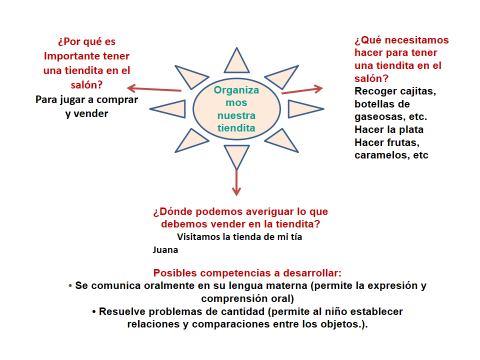 ¿Por qué es
Importante tener
una tiendita en el
salón?
Para jugar a comprar
y vender
Organiza
mos
nuestra
tiendita
¿Qué necesitamos
hacer para tener
una tiendita en el
salón?
Recoger cajitas,
botellas de
gaseosas, etc.
Hacer la plata
Hacer frutas,
caramelos, etc
¿Dónde podemos averiguar lo que
debemos vender en la tiendita?
Visitamos la tienda de mi tía
Juana
Posibles competencias a desarrollar:
• Se comunica oralmente en su lengua materna (permite la expresión y
comprensión oral)
• Resuelve problemas de cantidad (permite al niño establecer
relaciones y comparaciones entre los objetos.).